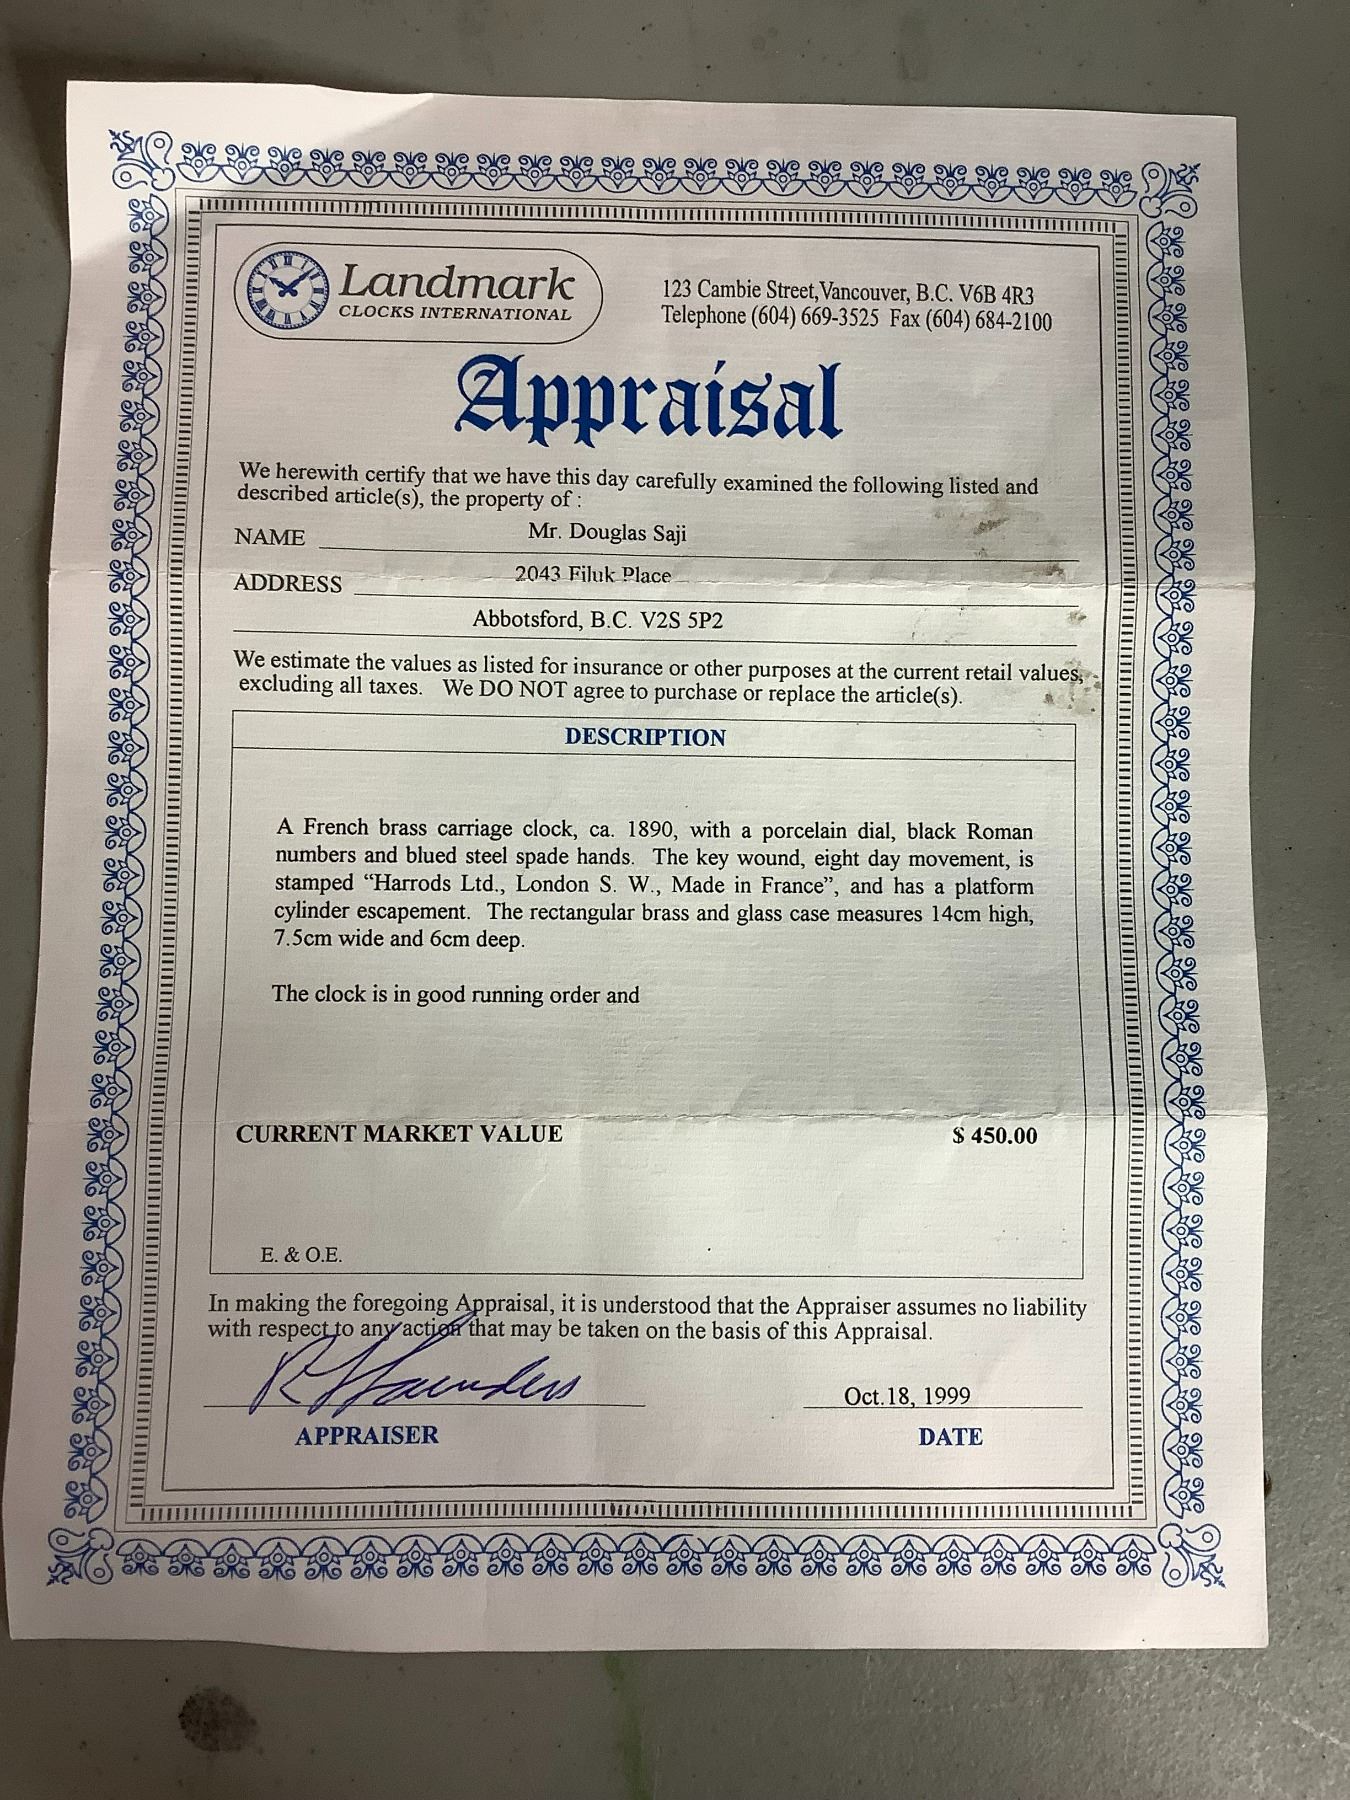 Landmark
CLOCKS INTERNATIONAL
123 Cambie Street, Vancouver, B.C. V6B 4R3
Telephone (604) 669-3525 Fax (604) 684-2100
Appraisal
We herewith certify that we have this day carefully examined the following listed and
described article(s), the property of :
NAME Mr. Douglas Saji
ADDRESS 2043 Filuk Place
Abbotsford, B.C. V2S 5P2
We estimate the values as listed for insurance or other purposes at the current retail values,
excluding all taxes. We DO NOT agree to purchase or replace the article(s).
DESCRIPTION
A French brass carriage clock, ca. 1890, with a porcelain dial, black Roman
numbers and blued steel spade hands. The key wound, eight day movement, is
stamped “Harrods Ltd., London S. W., Made in France”, and has a platform
cylinder escapement. The rectangular brass and glass case measures 14cm high,
7.5cm wide and 6cm deep.
The clock is in good running order and
CURRENT MARKET VALUE $ 450.00
E. & O.E.
In making the foregoing Appraisal, it is understood that the Appraiser assumes no liability
with respect to any action that may be taken on the basis of this Appraisal.
Saunders Oct.18, 1999
APPRAISER DATE